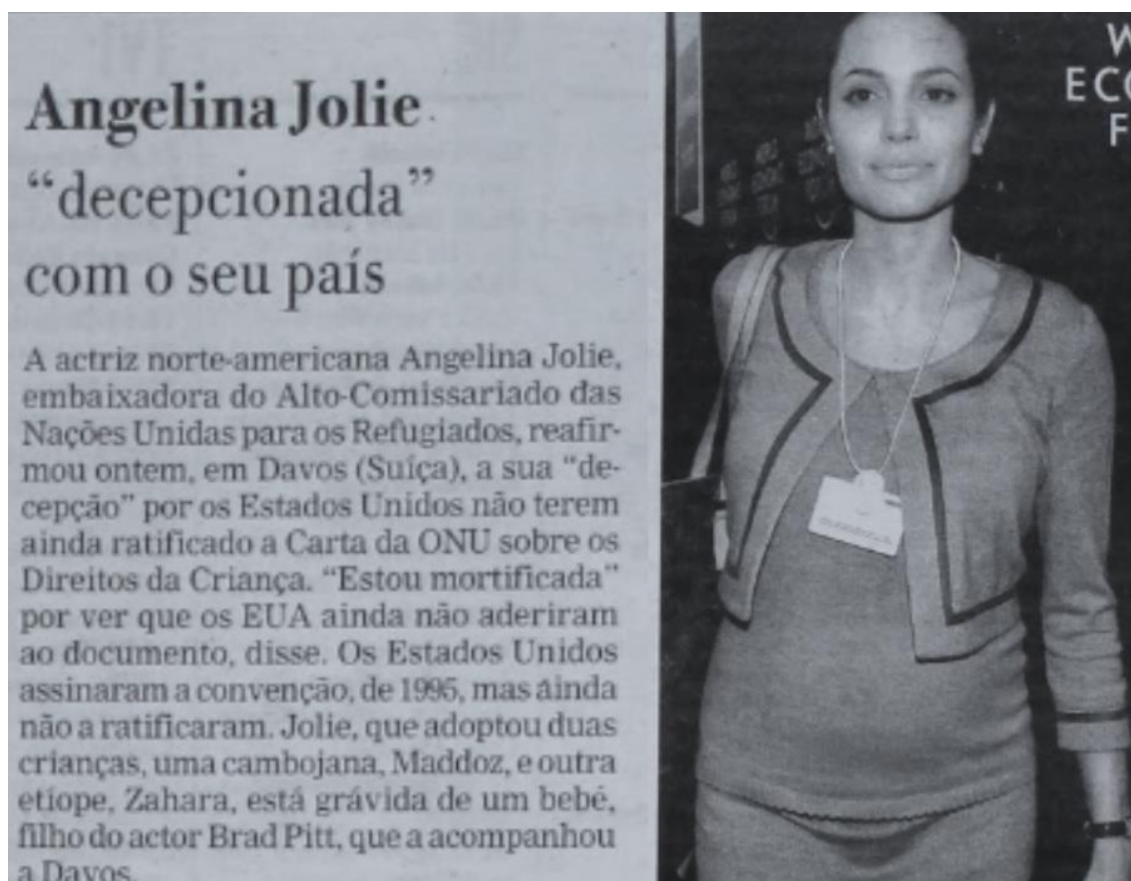 Angelina Jolie
“decepcionada”
com o seu país
A actriz norte-americana Angelina Jolie,
embaixadora do Alto-Comissariado das
Nações Unidas para os Refugiados, reafir-
mou ontem, em Davos (Suíça), a sua “de-
cepção” por os Estados Unidos não terem
ainda ratificado a Carta da ONU sobre os
Direitos da Criança. “Estou mortificada”
por ver que os EUA ainda não aderiram
ao documento, disse. Os Estados Unidos
assinaram a convenção, de 1995, mas ainda
não a ratificaram. Jolie, que adoptou duas
crianças, uma cambojana, Maddoz, e outra
etiope, Zahara, está grávida de um bebé,
filho do actor Brad Pitt, que a acompanhou
a Davos.
W
ECO
F